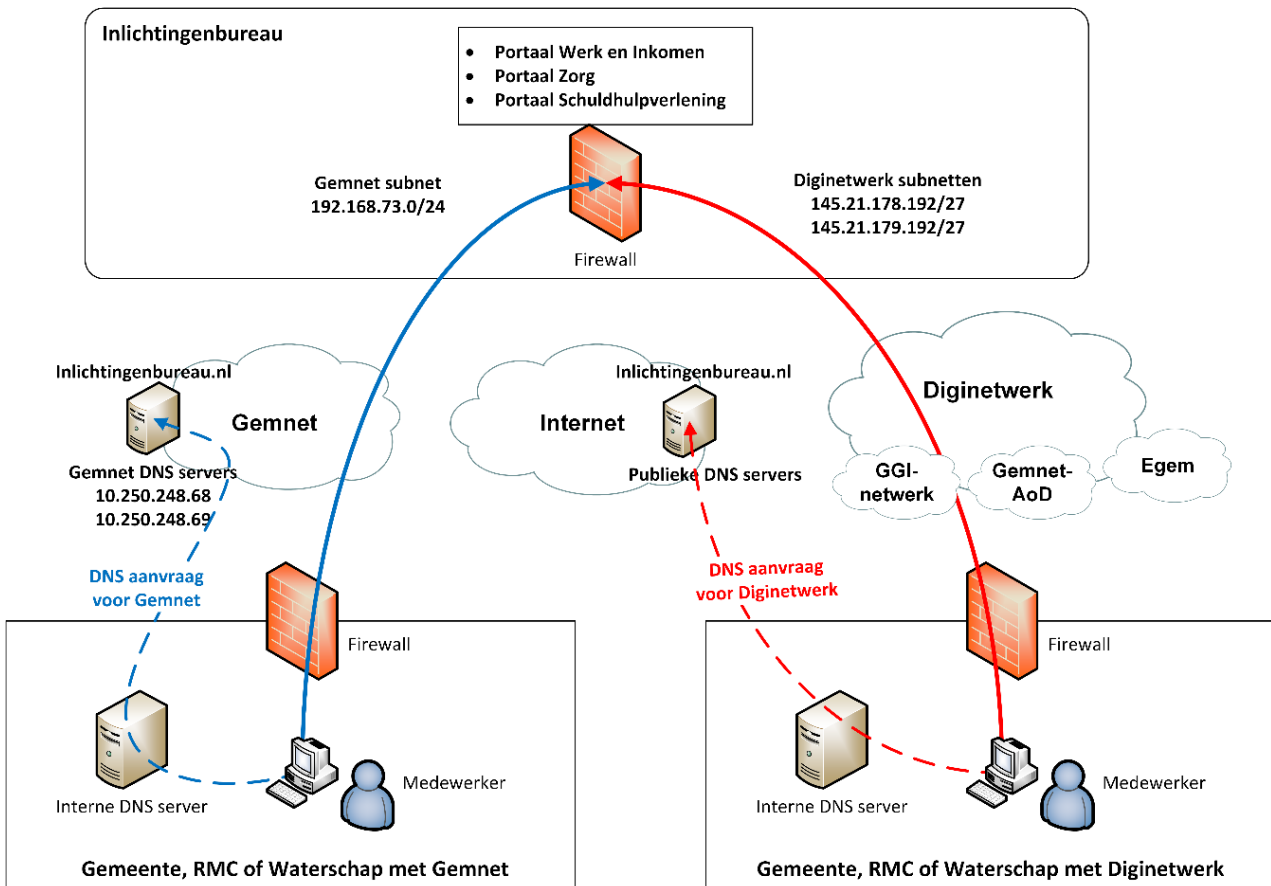 Inlichtingenbureau
• Portaal Werk en Inkomen
• Portaal Zorg
• Portaal Schuldhulpverlening
Gemnet subnet
192.168.73.0/24
Diginetwerk subnetten
145.21.178.192/27
145.21.179.192/27
Firewall
Inlichtingenbureau.nl
Gemnet
Gemnet DNS servers
10.250.248.68
10.250.248.69
Internet
Inlichtingenbureau.nl
Publieke DNS servers
Diginetwerk
GGI-
netwerk
Gemnet-
AoD
Egem
DNS aanvraag
voor Gemnet
DNS aanvraag
voor Diginetwerk
Firewall
Interne DNS server
Medewerker
Gemeente, RMC of Waterschap met Gemnet
Firewall
Interne DNS server
Medewerker
Gemeente, RMC of Waterschap met Diginetwerk